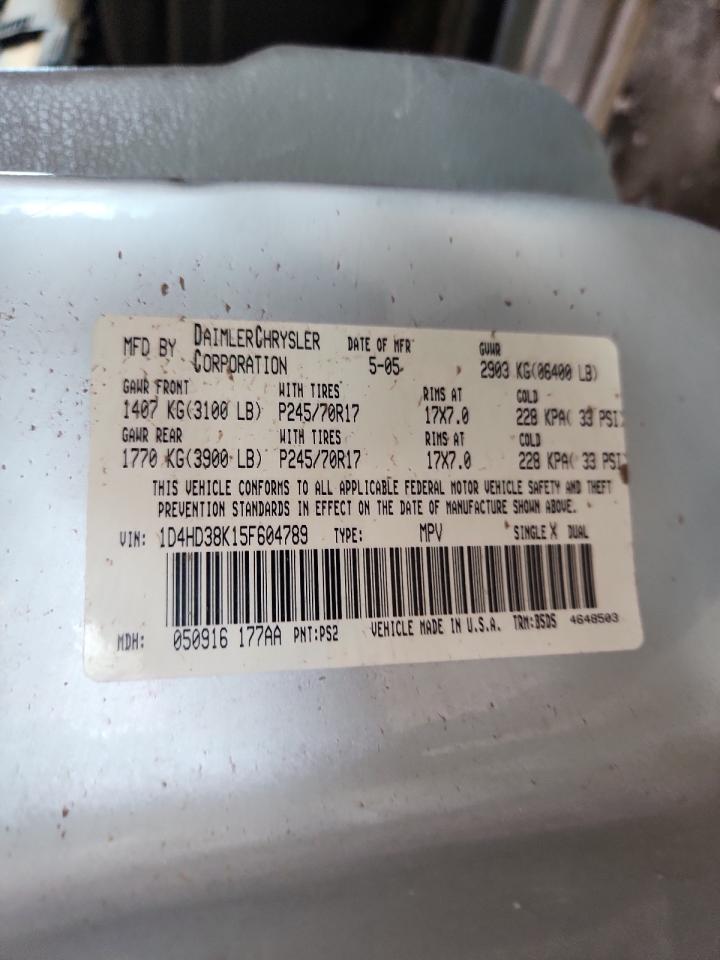 MFD BY DAIMLERCHRYSLER CORPORATION DATE OF MFR 5-05 GVWR 2903 KG(06400 LB)
GAWR FRONT WITH TIRES RIMS AT COLD
1407 KG(3100 LB) P245/70R17 17X7.0 228 KPA( 33 PSI)
GAWR REAR WITH TIRES RIMS AT COLD
1770 KG(3900 LB) P245/70R17 17X7.0 228 KPA( 33 PSI)
THIS VEHICLE CONFORMS TO ALL APPLICABLE FEDERAL MOTOR VEHICLE SAFETY AND THEFT
PREVENTION STANDARDS IN EFFECT ON THE DATE OF MANUFACTURE SHOWN ABOVE.
VIN: 1D4HD38K15F604789 TYPE: MPV SINGLE X DUAL
MDH: 050916 177AA PNT:PS2 VEHICLE MADE IN U.S.A. TRM:BSDS 4648503